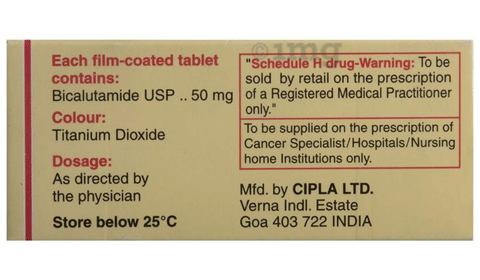 1mg
Each film-coated tablet
contains:
Bicalutamide USP .. 50 mg
Colour:
Titanium Dioxide
Dosage:
As directed by
the physician
Store below 25°C
"Schedule H drug-Warning: To be
sold by retail on the prescription
of a Registered Medical Practitioner
only."
To be supplied on the prescription of
Cancer Specialist/Hospitals/Nursing
home Institutions only.
Mfd. by CIPLA LTD.
Verna Indl. Estate
Goa 403 722 INDIA